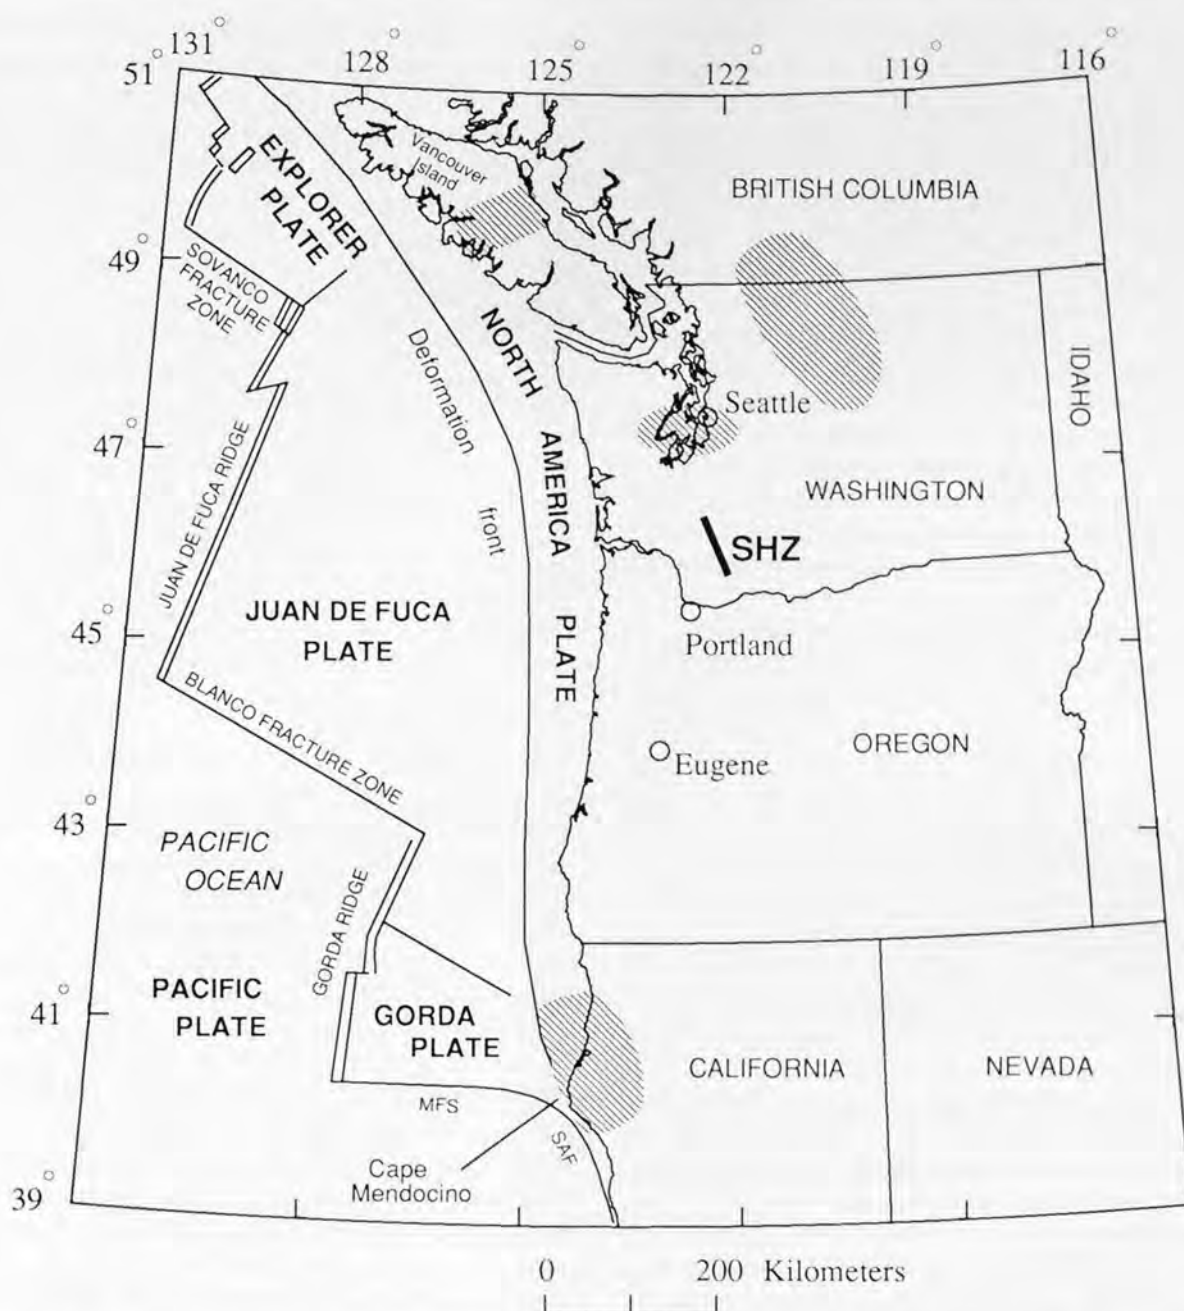 131°
128°
125°
122°
119°
116°
51°
49°
47°
45°
43°
41°
39°
EXPLORER
PLATE
Vancouver
Island
BRITISH COLUMBIA
SOVANCO
FRACTURE
ZONE
Deformation
front
NORTH
AMERICA
PLATE
IDAHO
Seattle
WASHINGTON
SHZ
JUAN DE FUCA RIDGE
JUAN DE FUCA
PLATE
Portland
BLANCO FRACTURE ZONE
OREGON
Eugene
PACIFIC
OCEAN
GORDA RIDGE
PACIFIC
PLATE
GORDA
PLATE
CALIFORNIA
NEVADA
MFS
SAF
Cape
Mendocino
0 200 Kilometers